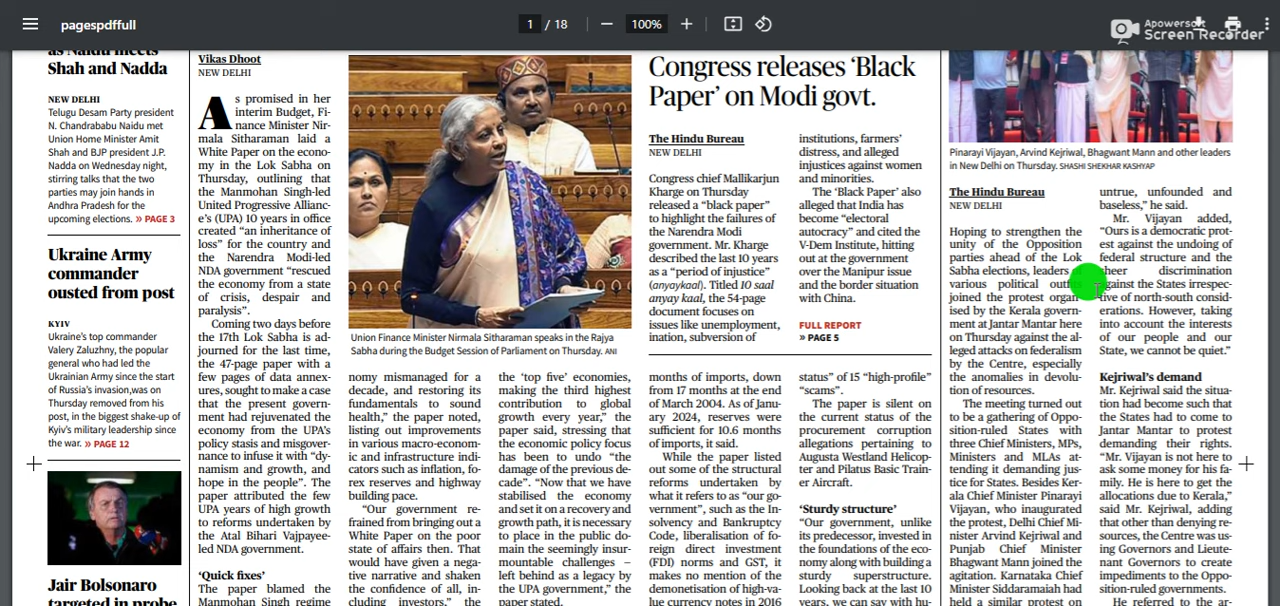 pagespdffull
1 / 18
100%
Apowersoft
Screen Recorder
as Naidu meets
Shah and Nadda
NEW DELHI
Telugu Desam Party president
N. Chandrababu Naidu met
Union Home Minister Amit
Shah and BJP president J.P.
Nadda on Wednesday night,
stirring talks that the two
parties may join hands in
Andhra Pradesh for the
upcoming elections. » PAGE 3
Ukraine Army
commander
ousted from post
KYIV
Ukraine's top commander
Valery Zaluzhny, the popular
general who had led the
Ukrainian Army since the start
of Russia's invasion,was on
Thursday removed from his
post, in the biggest shake-up of
Kyiv's military leadership since
the war. » PAGE 12
Jair Bolsonaro
targeted in probe
Vikas Dhoot
NEW DELHI
As promised in her
interim Budget, Fi-
nance Minister Nir-
mala Sitharaman laid a
White Paper on the econo-
my in the Lok Sabha on
Thursday, outlining that
the Manmohan Singh-led
United Progressive Allianc-
e's (UPA) 10 years in office
created “an inheritance of
loss” for the country and
the Narendra Modi-led
NDA government “rescued
the economy from a state
of crisis, despair and
paralysis”.
Coming two days before
the 17th Lok Sabha is ad-
journed for the last time,
the 47-page paper with a
few pages of data annex-
ures, sought to make a case
that the present govern-
ment had rejuvenated the
economy from the UPA's
policy stasis and misgover-
nance to infuse it with “dy-
namism and growth, and
hope in the people”. The
paper attributed the few
UPA years of high growth
to reforms undertaken by
the Atal Bihari Vajpayee-
led NDA government.
‘Quick fixes’
The paper blamed the
Manmohan Singh regime
Union Finance Minister Nirmala Sitharaman speaks in the Rajya
Sabha during the Budget Session of Parliament on Thursday. ANI
nomy mismanaged for a
decade, and restoring its
fundamentals to sound
health,” the paper noted,
listing out improvements
in various macro-econom-
ic and infrastructure indi-
cators such as inflation, fo-
rex reserves and highway
building pace.
“Our government re-
frained from bringing out a
White Paper on the poor
state of affairs then. That
would have given a neg-
ative narrative and shaken
the confidence of all, in-
cluding investors,” the
the ‘top five’ economies,
making the third highest
contribution to global
growth every year,” the
paper said, stressing that
the economic policy focus
has been to undo “the
damage of the previous de-
cade”. “Now that we have
stabilised the economy
and set it on a recovery and
growth path, it is necessary
to place in the public do-
main the seemingly insur-
mountable challenges –
left behind as a legacy by
the UPA government,” the
paper stated.
Congress releases ‘Black
Paper’ on Modi govt.
The Hindu Bureau
NEW DELHI
Congress chief Mallikarjun
Kharge on Thursday
released a “black paper”
to highlight the failures of
the Narendra Modi
government. Mr. Kharge
described the last 10 years
as a “period of injustice”
(anyaykaal). Titled 10 saal
anyay kaal, the 54-page
document focuses on
issues like unemployment,
ination, subversion of
institutions, farmers’
distress, and alleged
injustices against women
and minorities.
The ‘Black Paper’ also
alleged that India has
become “electoral
autocracy” and cited the
V-Dem Institute, hitting
out at the government
over the Manipur issue
and the border situation
with China.
FULL REPORT
» PAGE 5
months of imports, down
from 17 months at the end
of March 2004. As of Jan-
uary 2024, reserves were
sufficient for 10.6 months
of imports, it said.
While the paper listed
out some of the structural
reforms undertaken by
what it refers to as “our go-
vernment”, such as the In-
solvency and Bankruptcy
Code, liberalisation of fo-
reign direct investment
(FDI) norms and GST, it
makes no mention of the
demonetisation of high-va-
lue currency notes in 2016
status” of 15 “high-profile”
“scams”.
The paper is silent on
the current status of the
procurement corruption
allegations pertaining to
Augusta Westland Helicop-
ter and Pilatus Basic Train-
er Aircraft.
‘Sturdy structure’
“Our government, unlike
its predecessor, invested in
the foundations of the eco-
nomy along with building a
sturdy superstructure.
Looking back at the last 10
years, we can say with hu-
Pinarayi Vijayan, Arvind Kejriwal, Bhagwant Mann and other leaders
in New Delhi on Thursday. SHASHI SHEKHAR KASHYAP
The Hindu Bureau
NEW DELHI
Hoping to strengthen the
unity of the Opposition
parties ahead of the Lok
Sabha elections, leaders
various political outfits
joined the protest organ-
ised by the Kerala govern-
ment at Jantar Mantar here
on Thursday against the al-
leged attacks on federalism
by the Centre, especially
the anomalies in devolu-
tion of resources.
The meeting turned out
to be a gathering of Oppo-
sition-ruled States with
three Chief Ministers, MPs,
Ministers and MLAs at-
tending it demanding jus-
tice for States. Besides Ker-
ala Chief Minister Pinarayi
Vijayan, who inaugurated
the protest, Delhi Chief Mi-
nister Arvind Kejriwal and
Punjab Chief Minister
Bhagwant Mann joined the
agitation. Karnataka Chief
Minister Siddaramaiah had
held a similar protest on
untrue, unfounded and
baseless,” he said.
Mr. Vijayan added,
“Ours is a democratic prot-
est against the undoing of
federal structure and the
sheer discrimination
against the States irrespec-
tive of north-south consid-
erations. However, taking
into account the interests
of our people and our
State, we cannot be quiet.”
Kejriwal's demand
Mr. Kejriwal said the situa-
tion had become such that
the States had to come to
Jantar Mantar to protest
demanding their rights.
“Mr. Vijayan is not here to
ask some money for his fa-
mily. He is here to get the
allocations due to Kerala,”
said Mr. Kejriwal, adding
that other than denying re-
sources, the Centre was us-
ing Governors and Lieute-
nant Governors to create
impediments to the Oppo-
sition-ruled governments.
He referred to the ar-